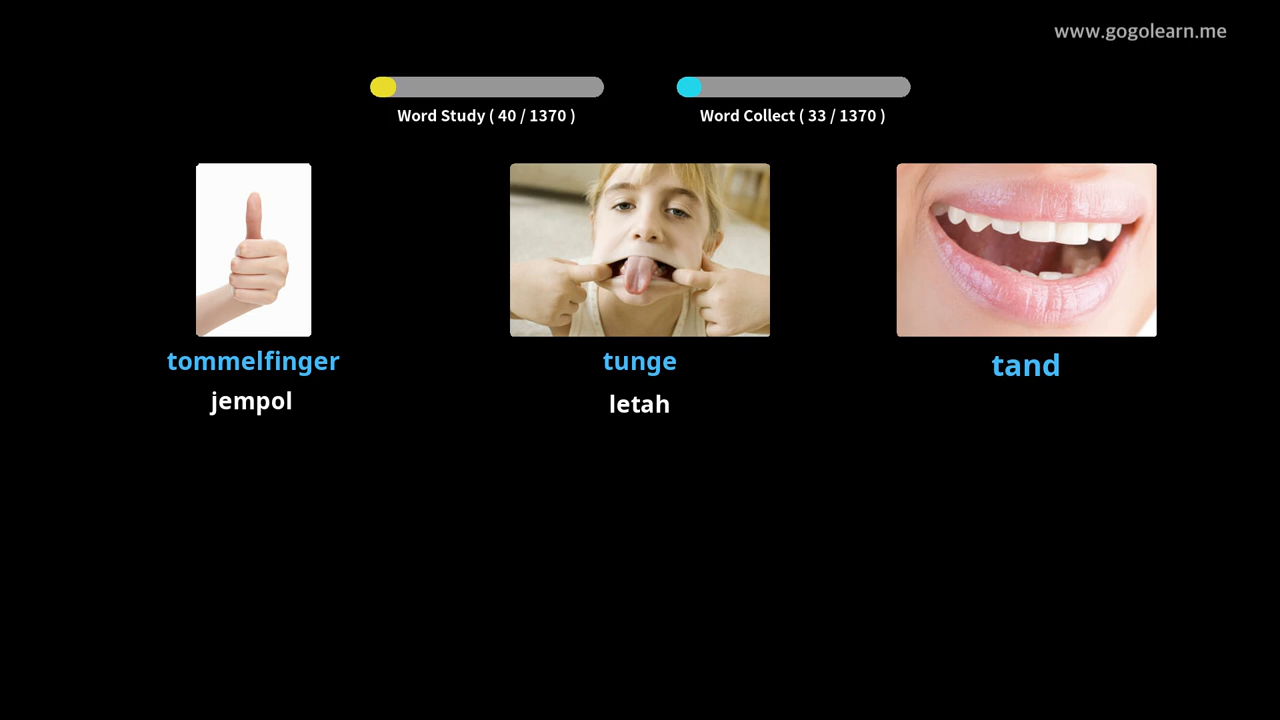 www.gogolearn.me
Word Study ( 40 / 1370 )
Word Collect ( 33 / 1370 )
tommelfinger
jempol
tunge
letah
tand